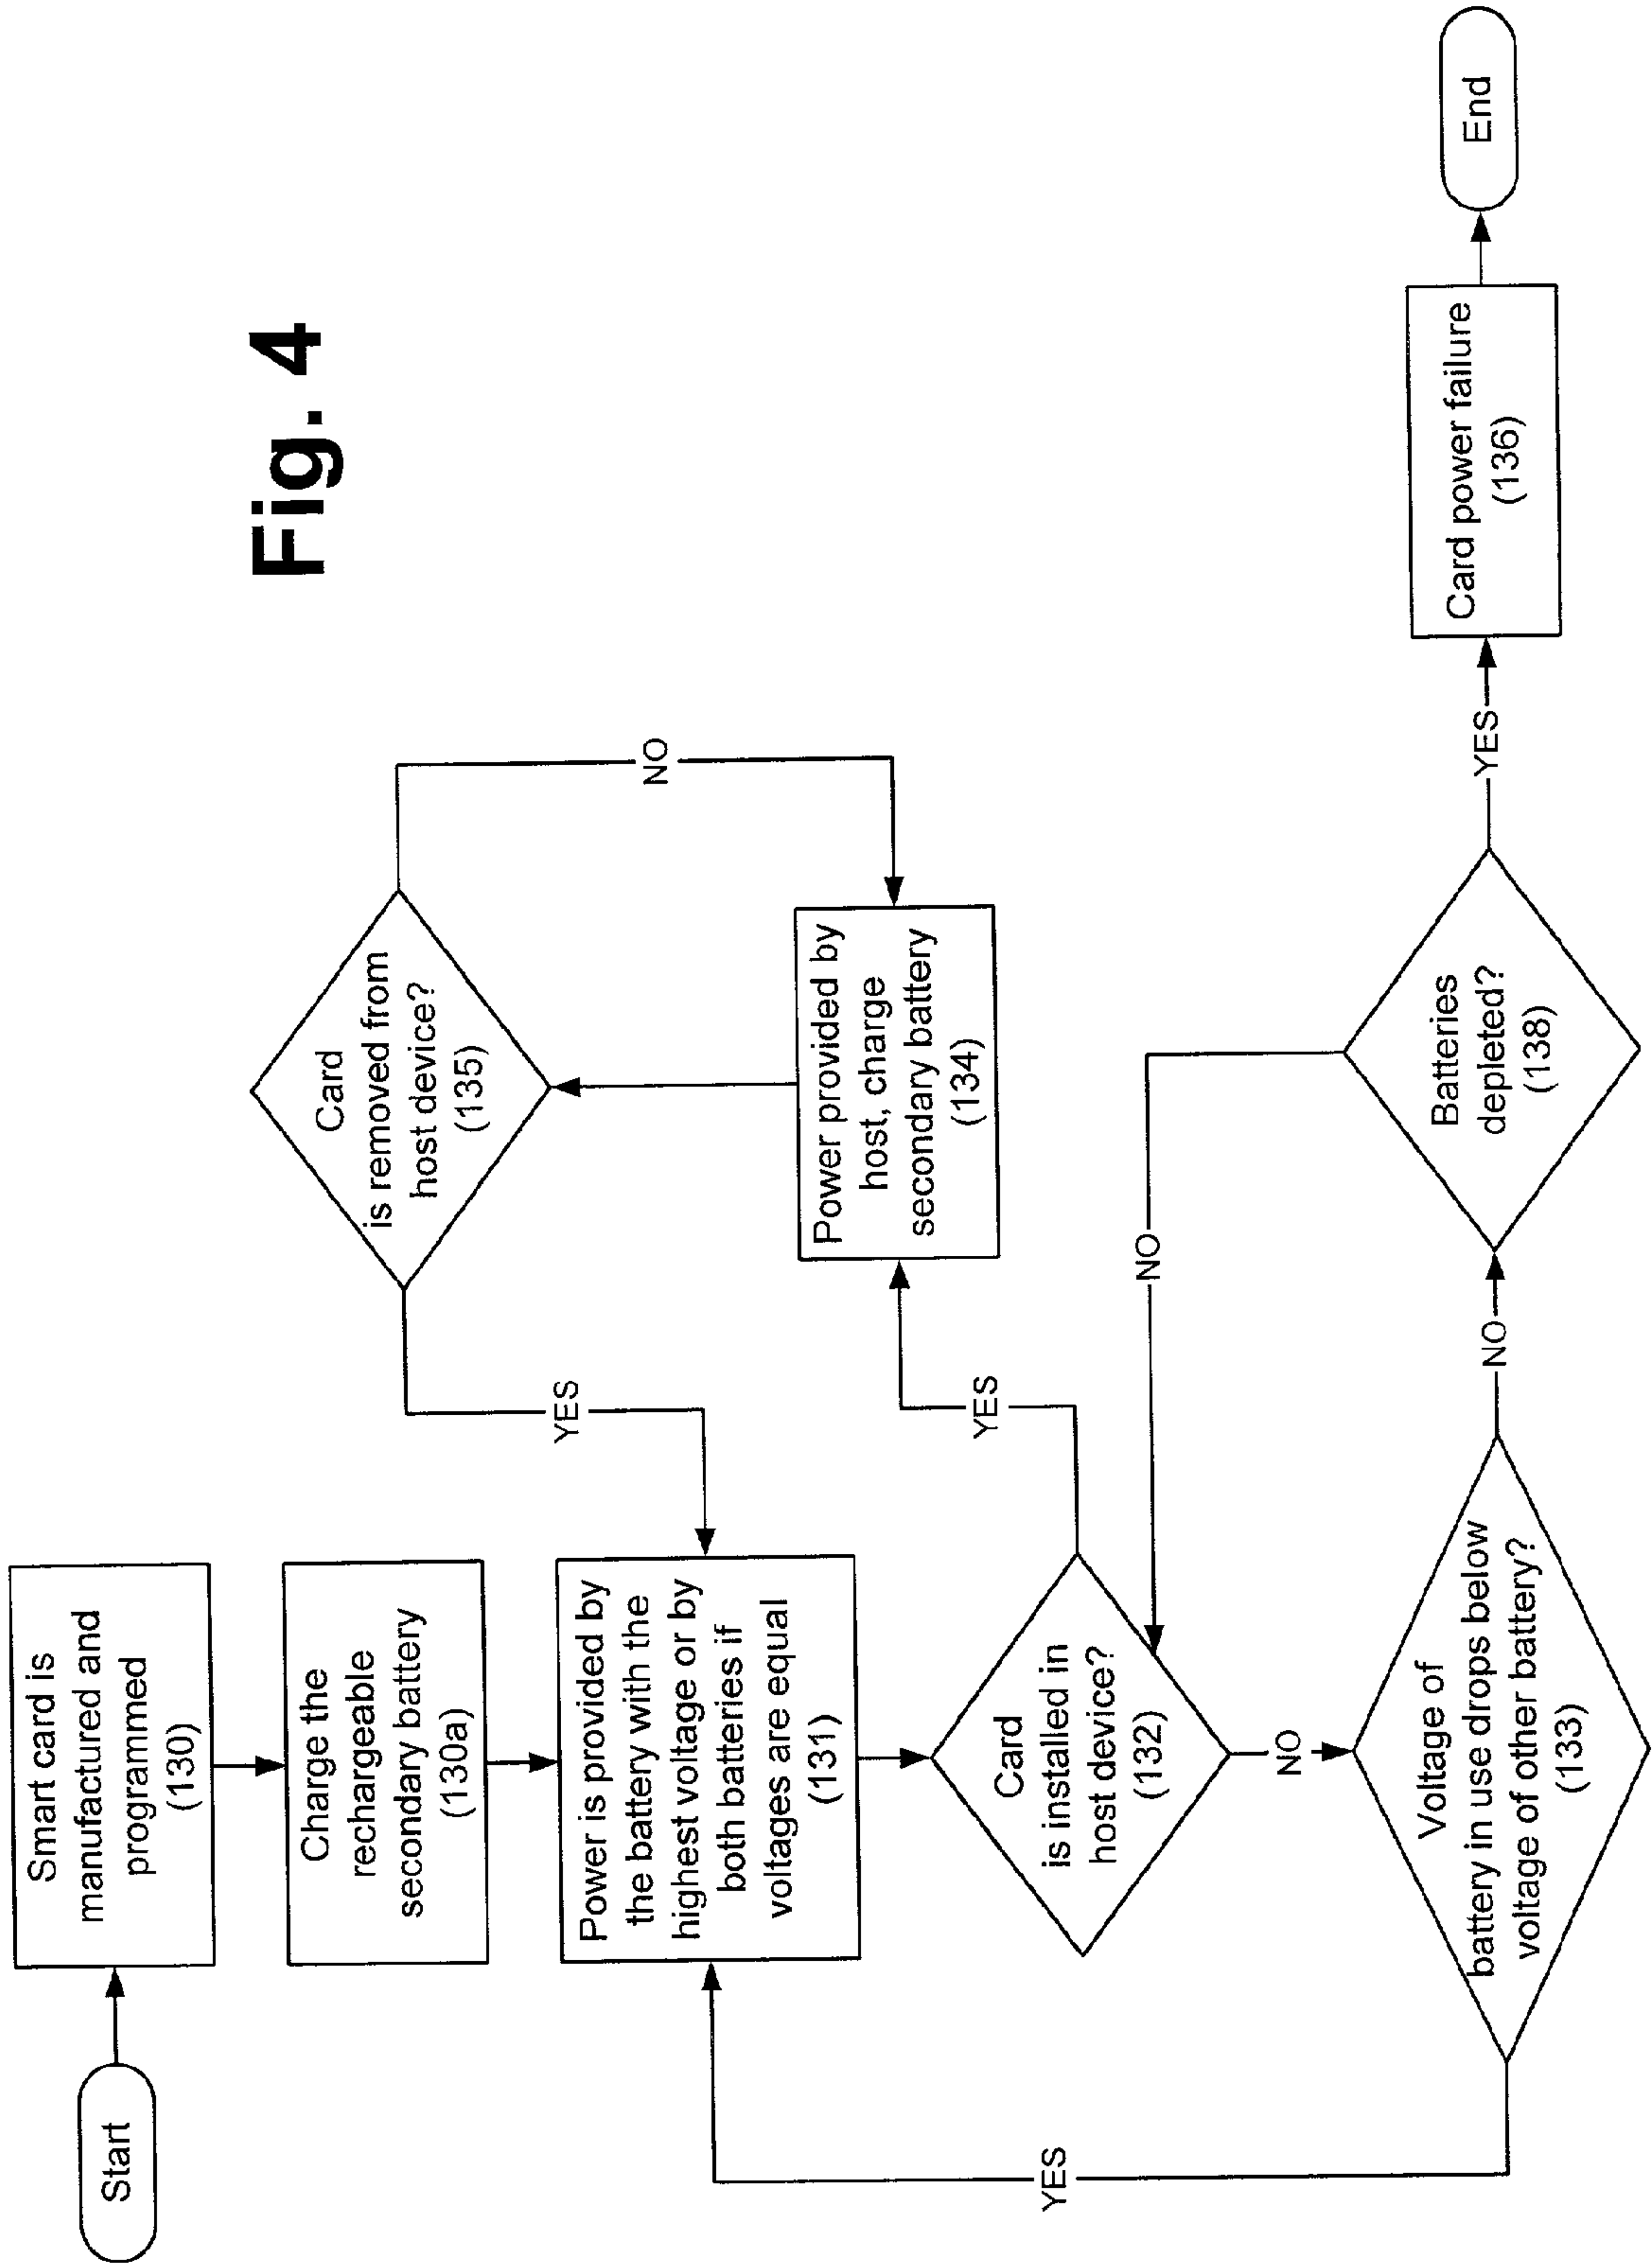 Fig. 4
Start
Smart card is
manufactured and
programmed
(130)
Charge the
rechargeable
secondary battery
(130a)
Power is provided by
the battery with the
highest voltage or by
both batteries if
voltages are equal
(131)
Card
is installed in
host device?
(132)
YES
NO
Power provided by
host, charge
secondary battery
(134)
Card
is removed from
host device?
(135)
YES
NO
Voltage of
battery in use drops below
voltage of other battery?
(133)
YES
NO
Batteries
depleted?
(138)
NO
YES
Card power failure
(136)
End